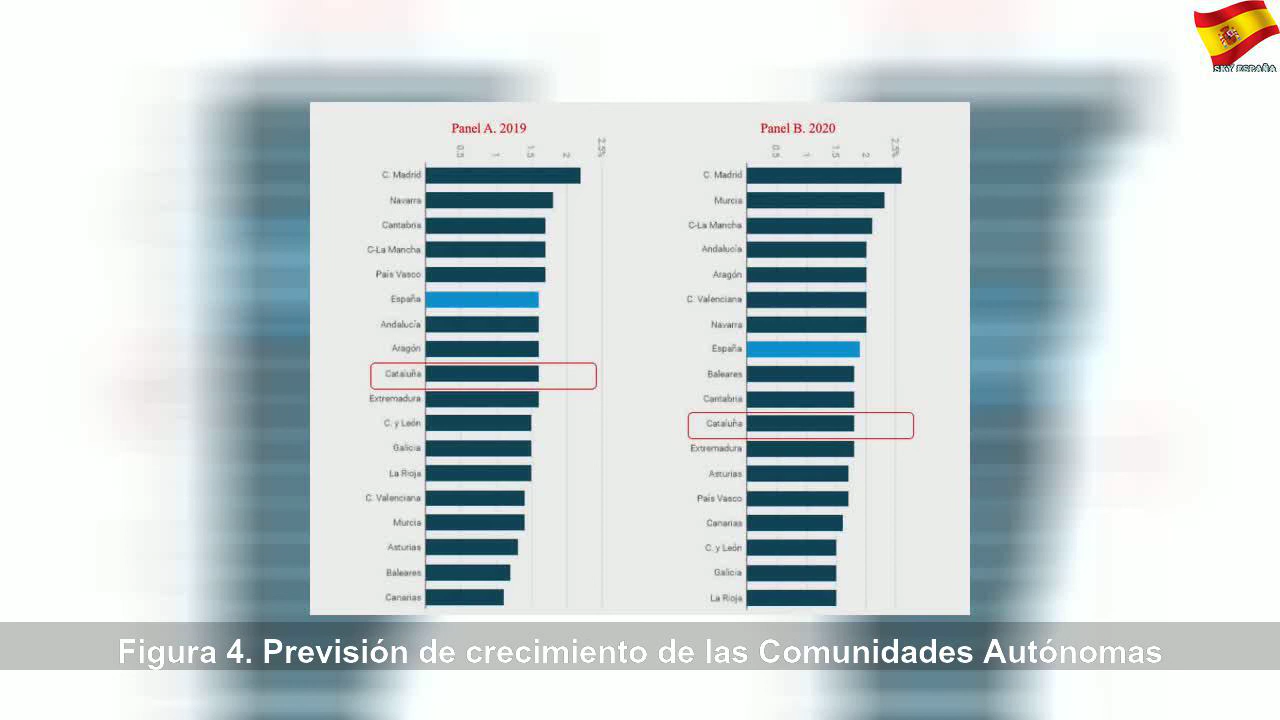 SKY ESPAÑA
Panel A. 2019
0.5 1 1.5 2 2.5%
C. Madrid
Navarra
Cantabria
C-La Mancha
País Vasco
España
Andalucía
Aragón
Cataluña
Extremadura
C. y León
Galicia
La Rioja
C. Valenciana
Murcia
Asturias
Baleares
Canarias
Panel B. 2020
0.5 1 1.5 2 2.5%
C. Madrid
Murcia
C-La Mancha
Andalucía
Aragón
C. Valenciana
Navarra
España
Baleares
Cantabria
Cataluña
Extremadura
Asturias
País Vasco
Canarias
C. y León
Galicia
La Rioja
Figura 4. Previsión de crecimiento de las Comunidades Autónomas